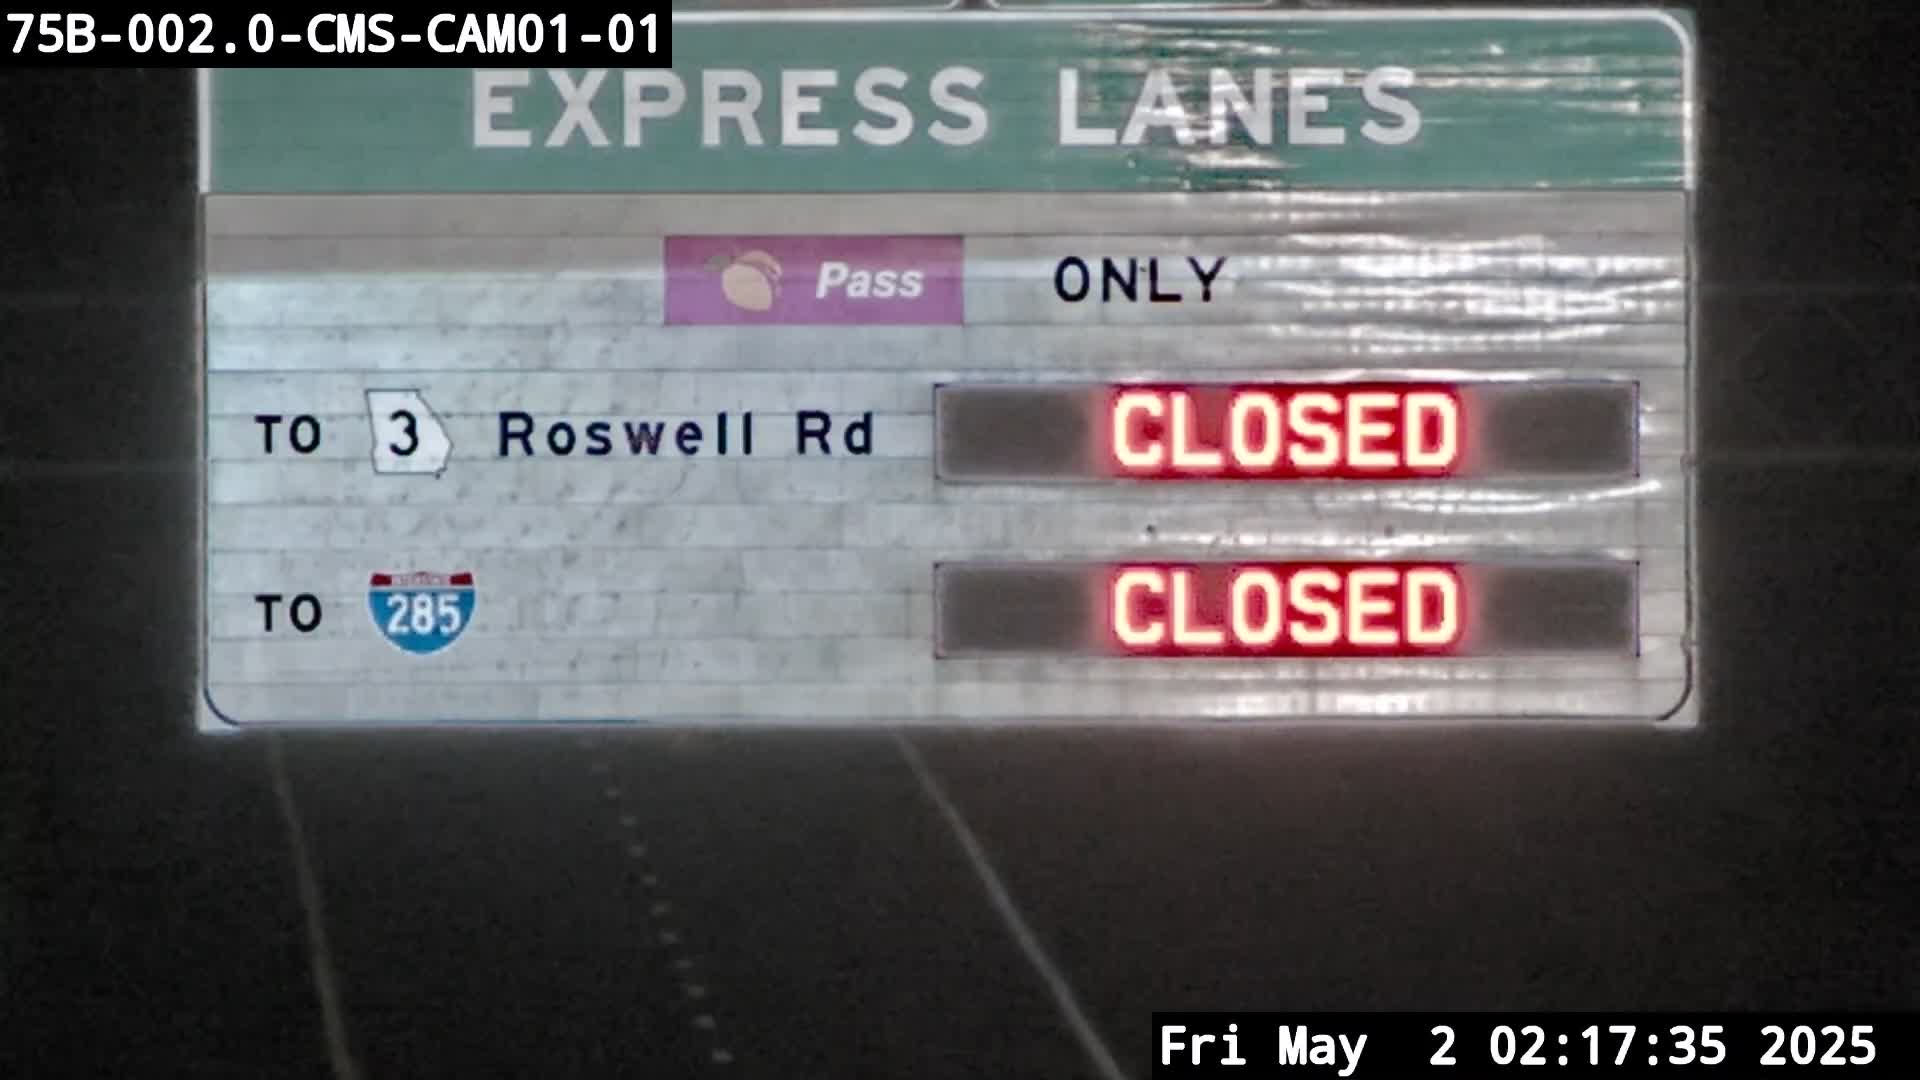 75B-002.0-CMS-CAM01-01
EXPRESS LANES
Pass ONLY
TO 3 Roswell Rd CLOSED
TO 285 CLOSED
Fri May 2 02:17:35 2025